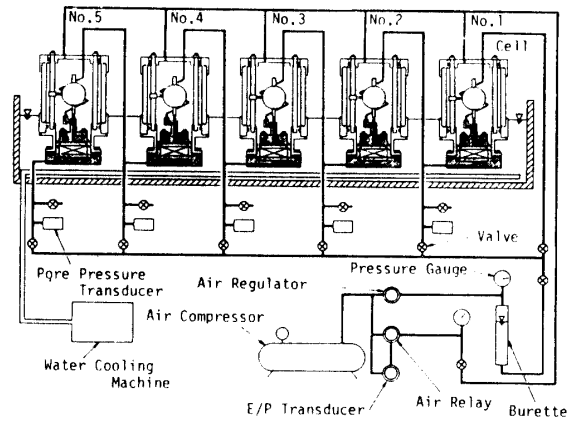 No.5 No.4 No.3 No.2 No.1
Cell
Valve
Pore Pressure
Transducer
Air Regulator
Pressure Gauge
Air Compressor
Water Cooling
Machine
E/P Transducer
Air Relay
Burette